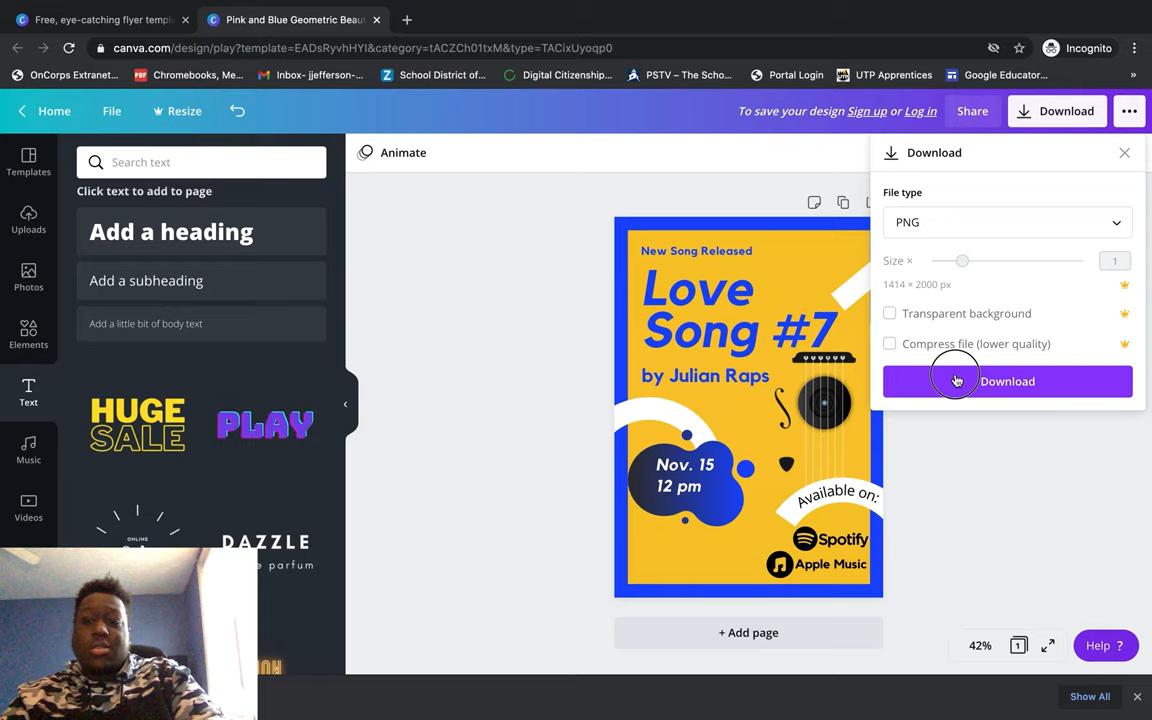 Free, eye-catching flyer templ
Pink and Blue Geometric Beaut
canva.com/design/play?template=EADsRyvhHYI&category=tACZCh01txM&type=TACixUyoqp0
Incognito
OnCorps Extranet...
PDF
Chromebooks, Me...
Inbox- jjefferson-...
School District of...
Digital Citizenship...
PSTV – The Scho...
Portal Login
UTP Apprentices
Google Educator...
»
Home
File
Resize
To save your design Sign up or Log in
Share
Download
Templates
Uploads
Photos
Elements
Text
Music
Videos
Search text
Click text to add to page
Add a heading
Add a subheading
Add a little bit of body text
HUGE
SALE
PLAY
ONLINE
DAZZLE
parfum
Animate
New Song Released
Love
Song #7
by Julian Raps
Nov. 15
12 pm
Available on:
Spotify
Apple Music
+ Add page
Download
File type
PNG
Size ×
1
1414 × 2000 px
Transparent background
Compress file (lower quality)
Download
42%
1
Help ?
Show All